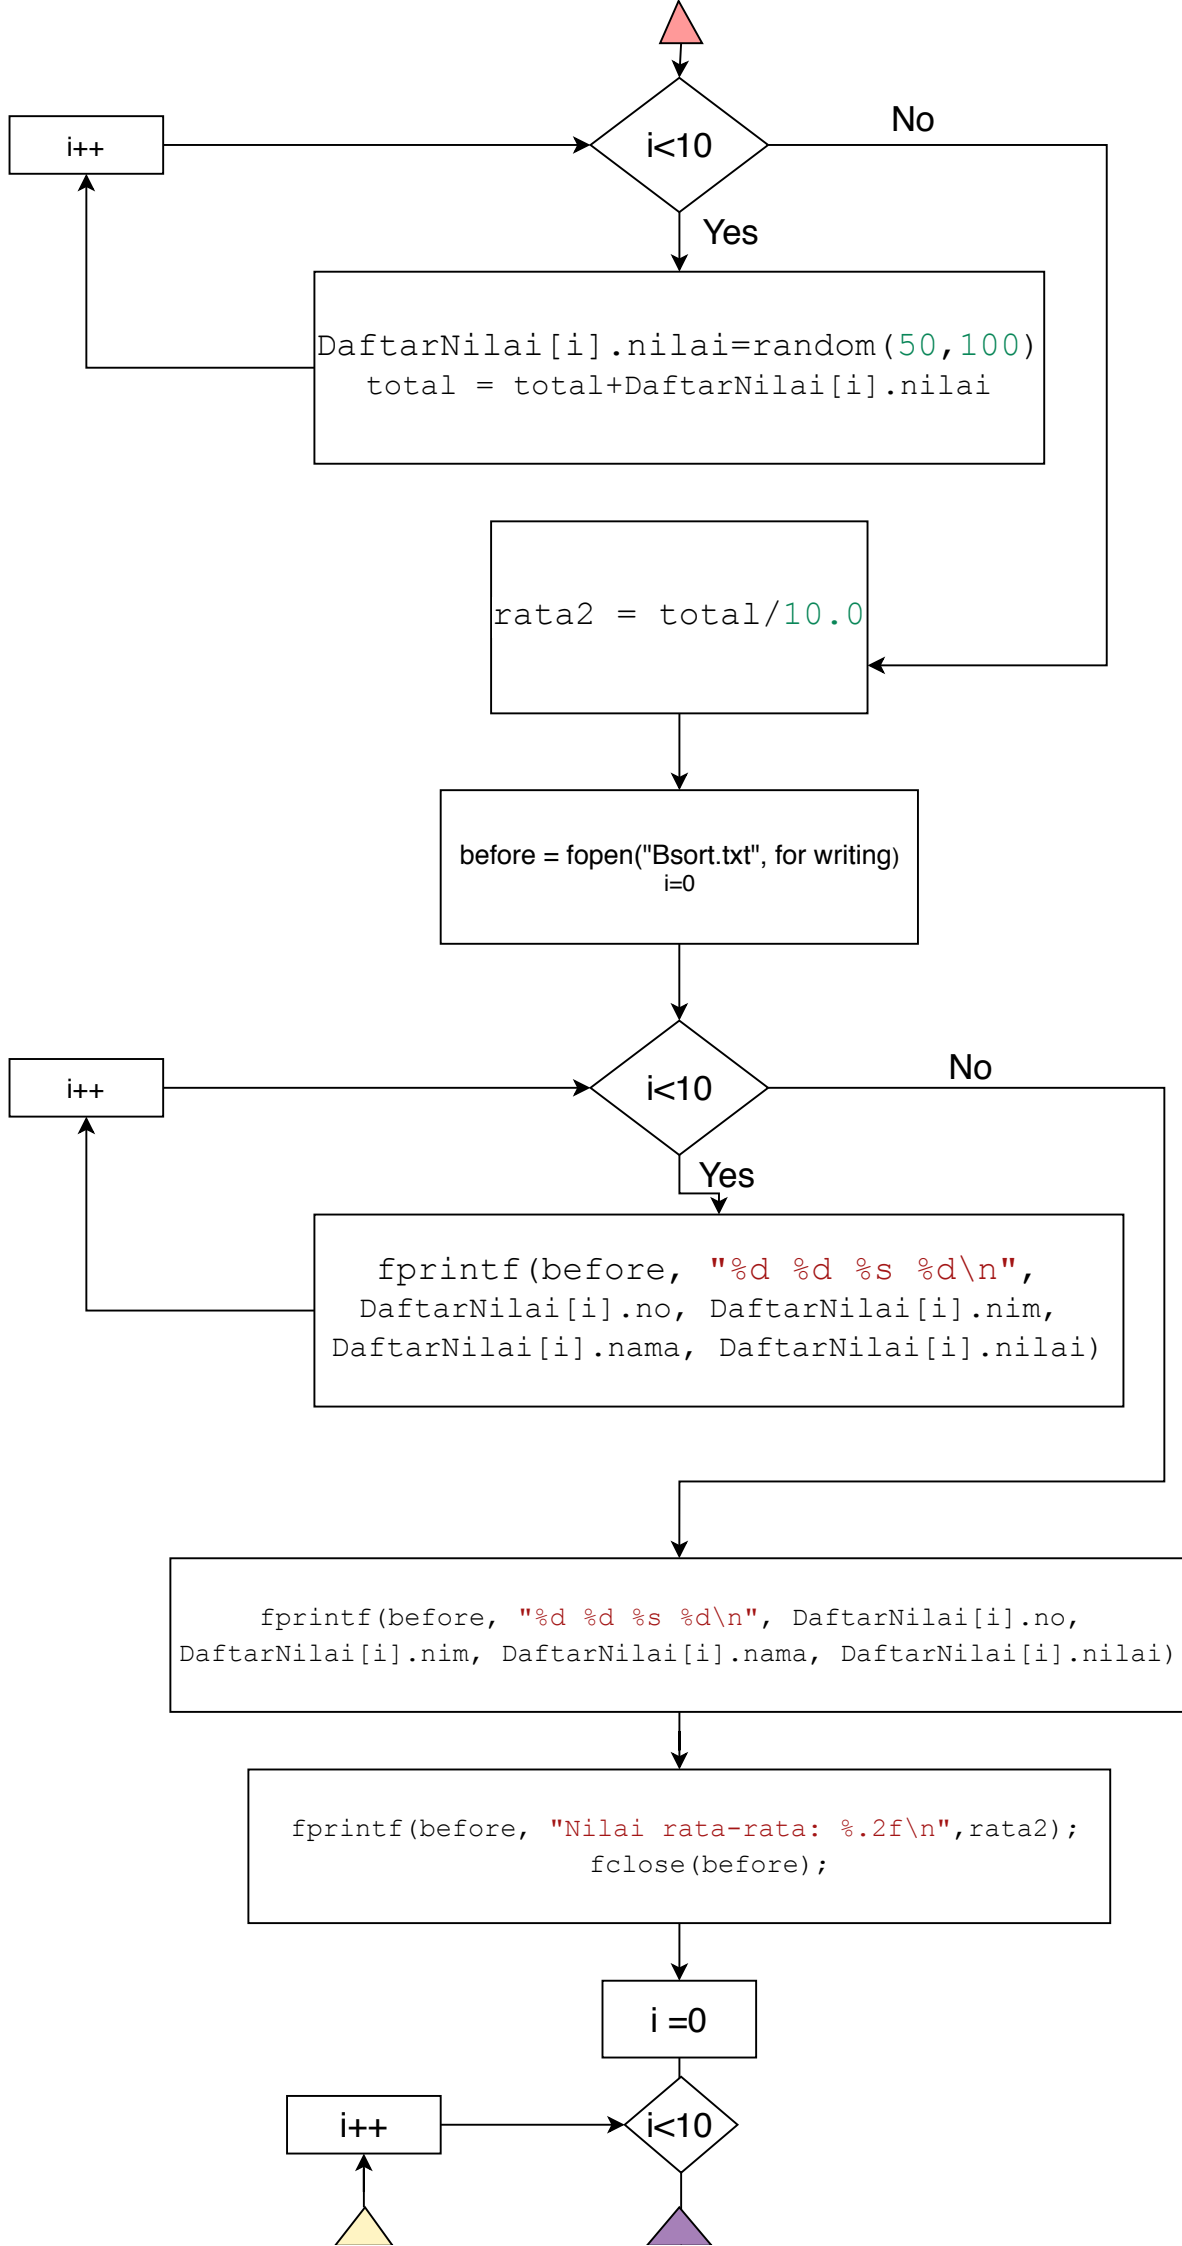 i<10
No
i++
Yes
DaftarNilai[i].nilai=random(50,100)
total = total+DaftarNilai[i].nilai
rata2 = total/10.0
before = fopen("Bsort.txt", for writing)
i=0
i<10
No
i++
Yes
fprintf(before, "%d %d %s %d\n",
DaftarNilai[i].no, DaftarNilai[i].nim,
DaftarNilai[i].nama, DaftarNilai[i].nilai)
fprintf(before, "%d %d %s %d\n", DaftarNilai[i].no,
DaftarNilai[i].nim, DaftarNilai[i].nama, DaftarNilai[i].nilai)
fprintf(before, "Nilai rata-rata: %.2f\n",rata2);
fclose(before);
i =0
i++
i<10